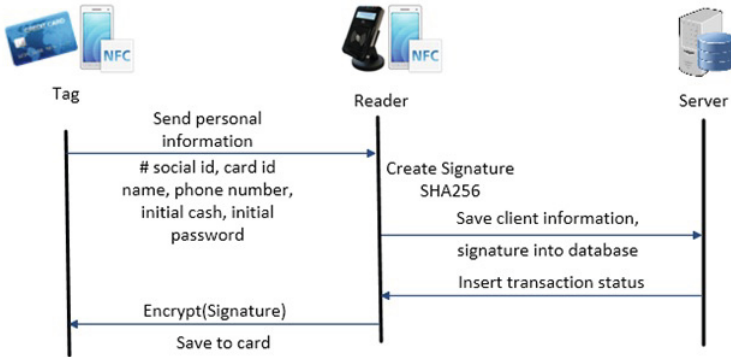 CREDIT CARD
NFC
NFC
Tag
Reader
Server
Send personal
information
# social id, card id
name, phone number,
initial cash, initial
password
Create Signature
SHA256
Save client information,
signature into database
Insert transaction status
Encrypt(Signature)
Save to card